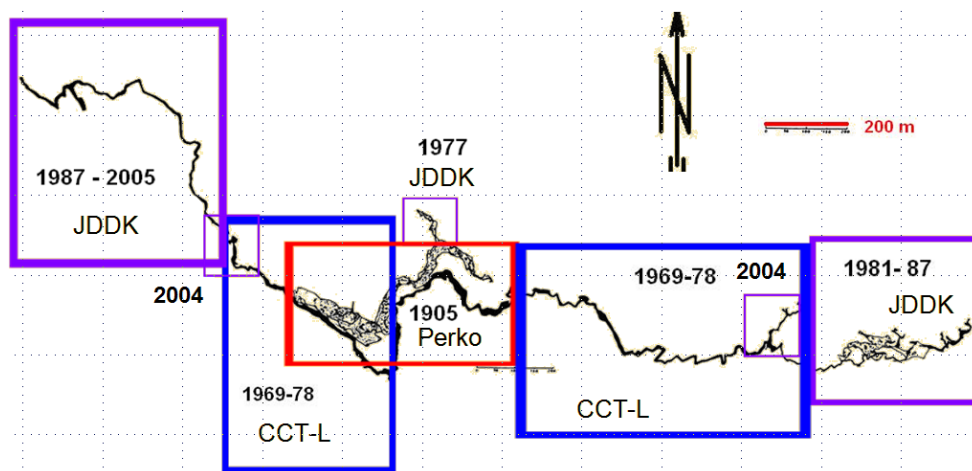 1987 - 2005
JDDK
2004
1977
JDDK
N
200 m
1905
Perko
1969-78
CCT-L
1969-78
2004
CCT-L
1981- 87
JDDK